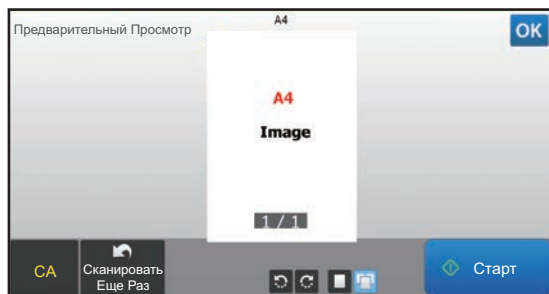 Предварительный Просмотр
A4
OK
A4
Image
1 / 1
CA
Сканировать
Еще Раз
Старт